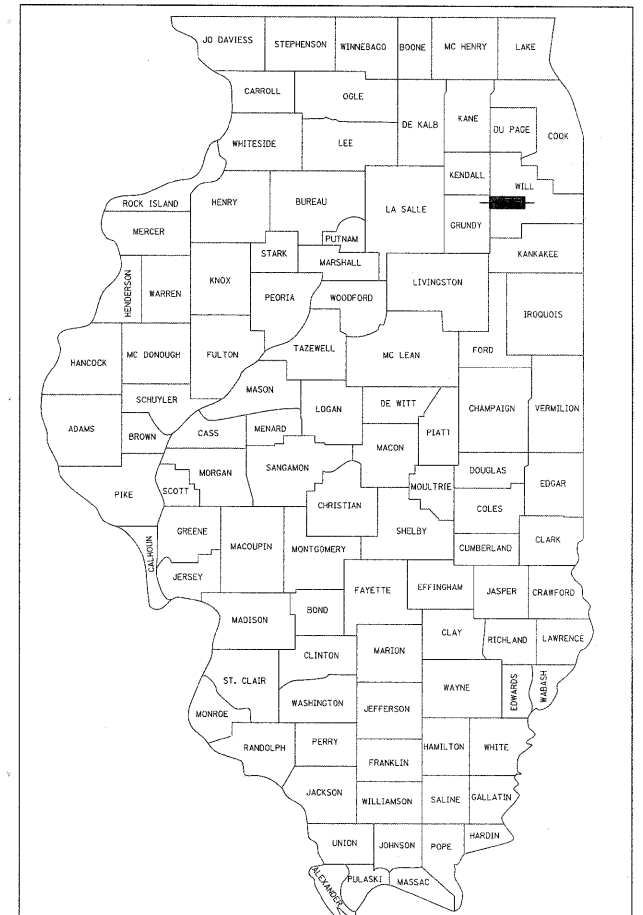 JO DAVIESS STEPHENSON WINNEBAGO BOONE MC HENRY LAKE
CARROLL OGLE
DE KALB KANE DU PAGE COOK
WHITESIDE LEE
KENDALL WILL
ROCK ISLAND HENRY BUREAU LA SALLE
MERCER PUTNAM GRUNDY
STARK MARSHALL KANKAKEE
HENDERSON WARREN KNOX PEORIA WOODFORD LIVINGSTON
IROQUOIS
HANCOCK MC DONOUGH FULTON TAZEWELL MC LEAN FORD
MASON
SCHUYLER LOGAN DE WITT CHAMPAIGN VERMILION
ADAMS BROWN CASS MENARD MACON PIATT
MORGAN SANGAMON DOUGLAS
PIKE SCOTT CHRISTIAN MOULTRIE EDGAR
COLES
GREENE MACOUPIN MONTGOMERY SHELBY
CALHOUN CUMBERLAND CLARK
JERSEY
FAYETTE EFFINGHAM JASPER CRAWFORD
MADISON BOND
CLAY RICHLAND LAWRENCE
CLINTON MARION
ST. CLAIR WAYNE EDWARDS WABASH
WASHINGTON JEFFERSON
MONROE
RANDOLPH PERRY HAMILTON WHITE
FRANKLIN
JACKSON WILLIAMSON SALINE GALLATIN
UNION JOHNSON POPE HARDIN
ALEXANDER PULASKI MASSAC